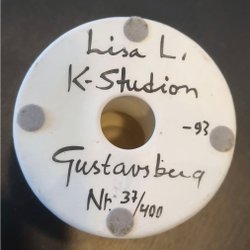 Lisa L.
K-Studion
-93
Gustavsberg
Nr. 37/400